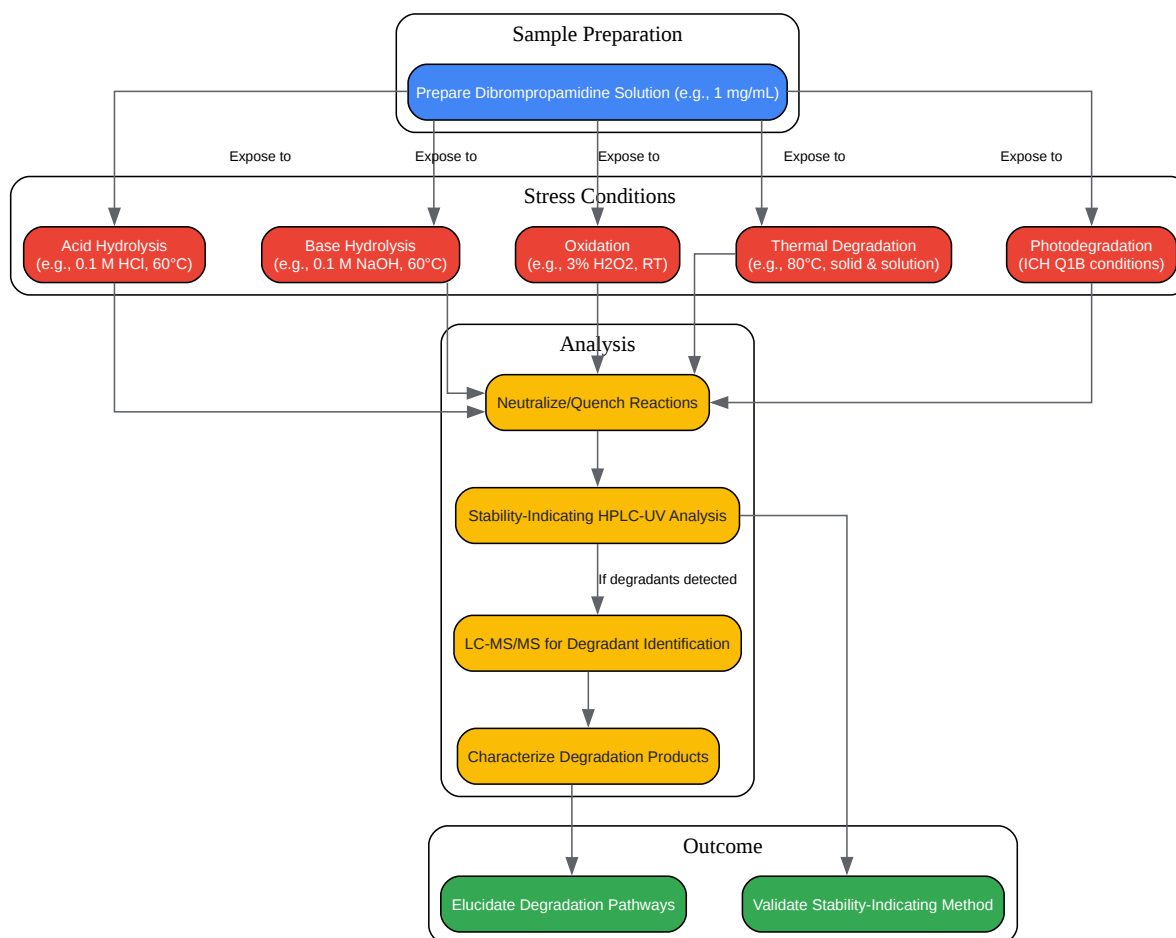 Sample Preparation
Prepare Dibrompropamidine Solution (e.g., 1 mg/mL)
Expose to
Expose to
Expose to
Expose to
Expose to
Stress Conditions
Acid Hydrolysis
(e.g., 0.1 M HCl, 60°C)
Base Hydrolysis
(e.g., 0.1 M NaOH, 60°C)
Oxidation
(e.g., 3% H2O2, RT)
Thermal Degradation
(e.g., 80°C, solid & solution)
Photodegradation
(ICH Q1B conditions)
Analysis
Neutralize/Quench Reactions
Stability-Indicating HPLC-UV Analysis
If degradants detected
LC-MS/MS for Degradant Identification
Characterize Degradation Products
Outcome
Elucidate Degradation Pathways
Validate Stability-Indicating Method